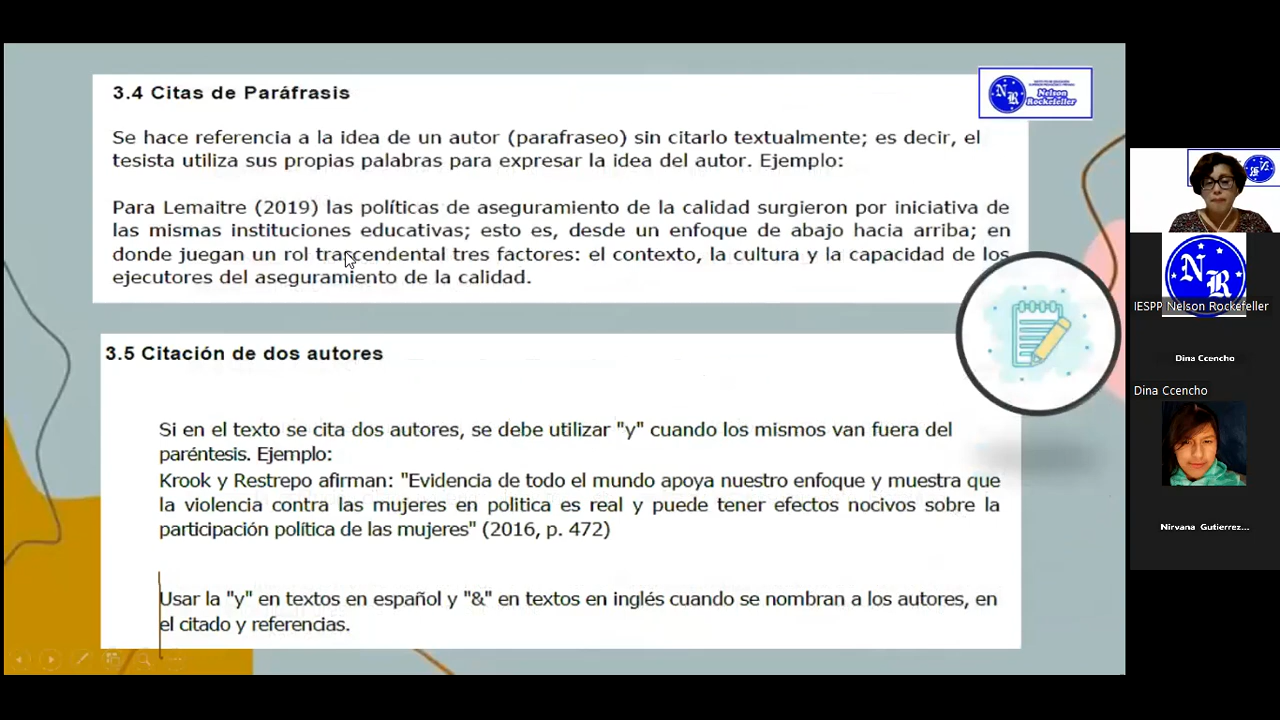 3.4 Citas de Paráfrasis
Se hace referencia a la idea de un autor (parafraseo) sin citarlo textualmente; es decir, el
tesista utiliza sus propias palabras para expresar la idea del autor. Ejemplo:
Para Lemaitre (2019) las políticas de aseguramiento de la calidad surgieron por iniciativa de
las mismas instituciones educativas; esto es, desde un enfoque de abajo hacia arriba; en
donde juegan un rol trascendental tres factores: el contexto, la cultura y la capacidad de los
ejecutores del aseguramiento de la calidad.
3.5 Citación de dos autores
Si en el texto se cita dos autores, se debe utilizar "y" cuando los mismos van fuera del
paréntesis. Ejemplo:
Krook y Restrepo afirman: "Evidencia de todo el mundo apoya nuestro enfoque y muestra que
la violencia contra las mujeres en politica es real y puede tener efectos nocivos sobre la
participación política de las mujeres" (2016, p. 472)
Usar la "y" en textos en español y "&" en textos en inglés cuando se nombran a los autores, en
el citado y referencias.
NR
Nelson
Rockefeller
NR
IESPP Nelson Rockefeller
Dina Ccencho
Dina Ccencho
Nirvana Gutierrez...